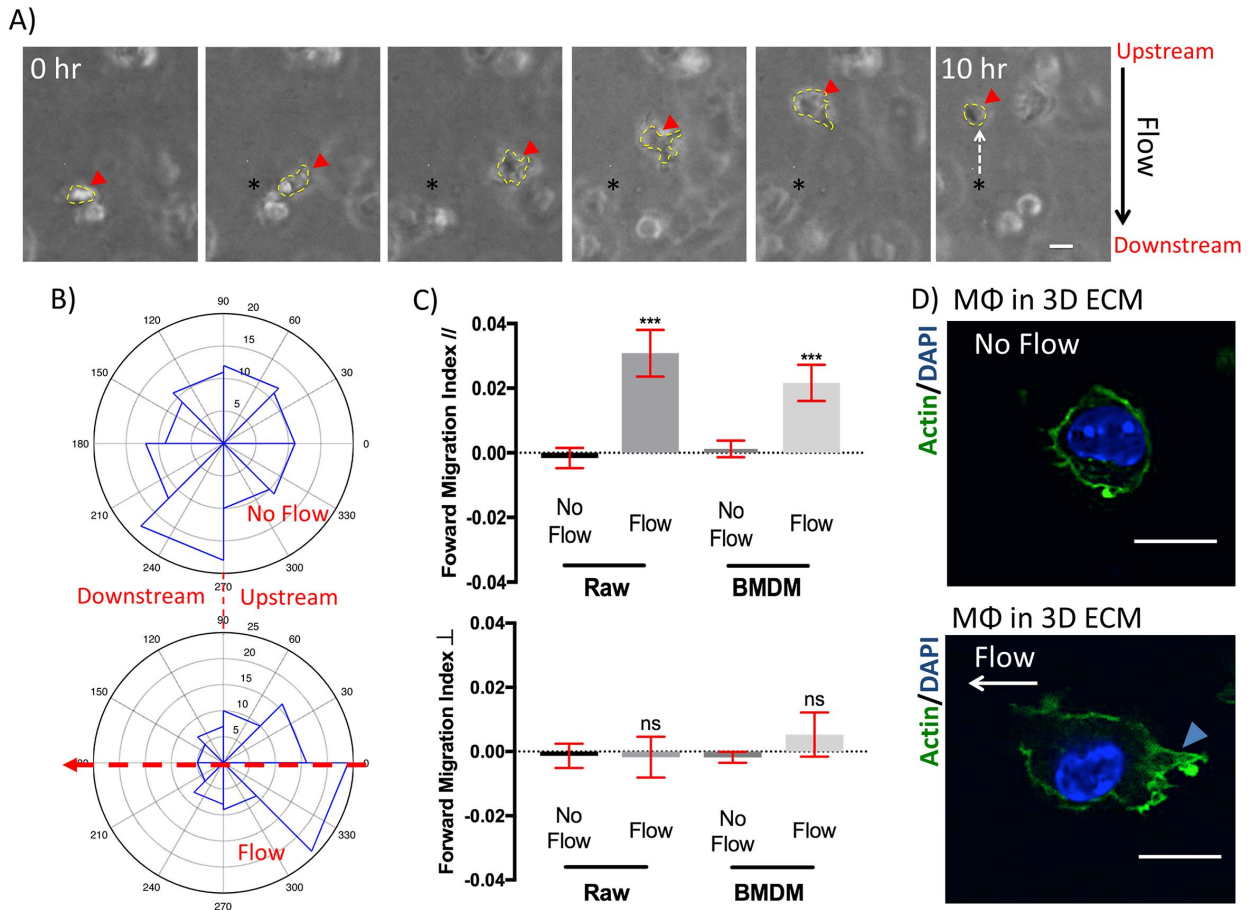 A)
0 hr
10 hr
Upstream
Flow
Downstream
*
*
*
*
*
B)
90
120
60
20
15
10
5
150
30
180
0
210
330
No Flow
240
300
270
Downstream
Upstream
90
120
60
25
20
15
10
5
150
30
180
0
210
330
Flow
240
300
270
C)
Foward Migration Index //
0.04
0.02
0.00
-0.02
-0.04
***
***
No Flow
Flow
No Flow
Flow
Raw
BMDM
Forward Migration Index ⊥
0.04
0.02
0.00
-0.02
-0.04
ns
ns
No Flow
Flow
No Flow
Flow
Raw
BMDM
D)
MΦ in 3D ECM
Actin/DAPI
No Flow
MΦ in 3D ECM
Actin/DAPI
Flow